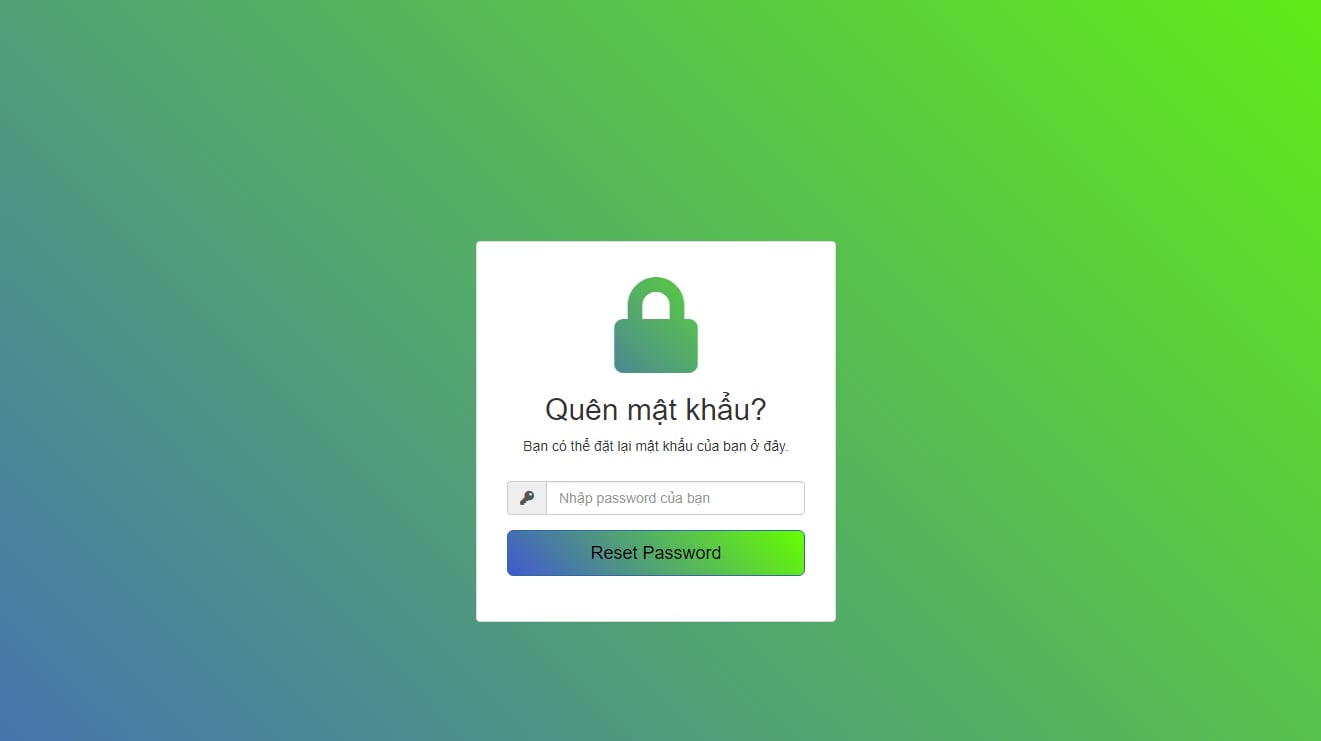 Quên mật khẩu?
Bạn có thể đặt lại mật khẩu của bạn ở đây.
Nhập password của bạn
Reset Password